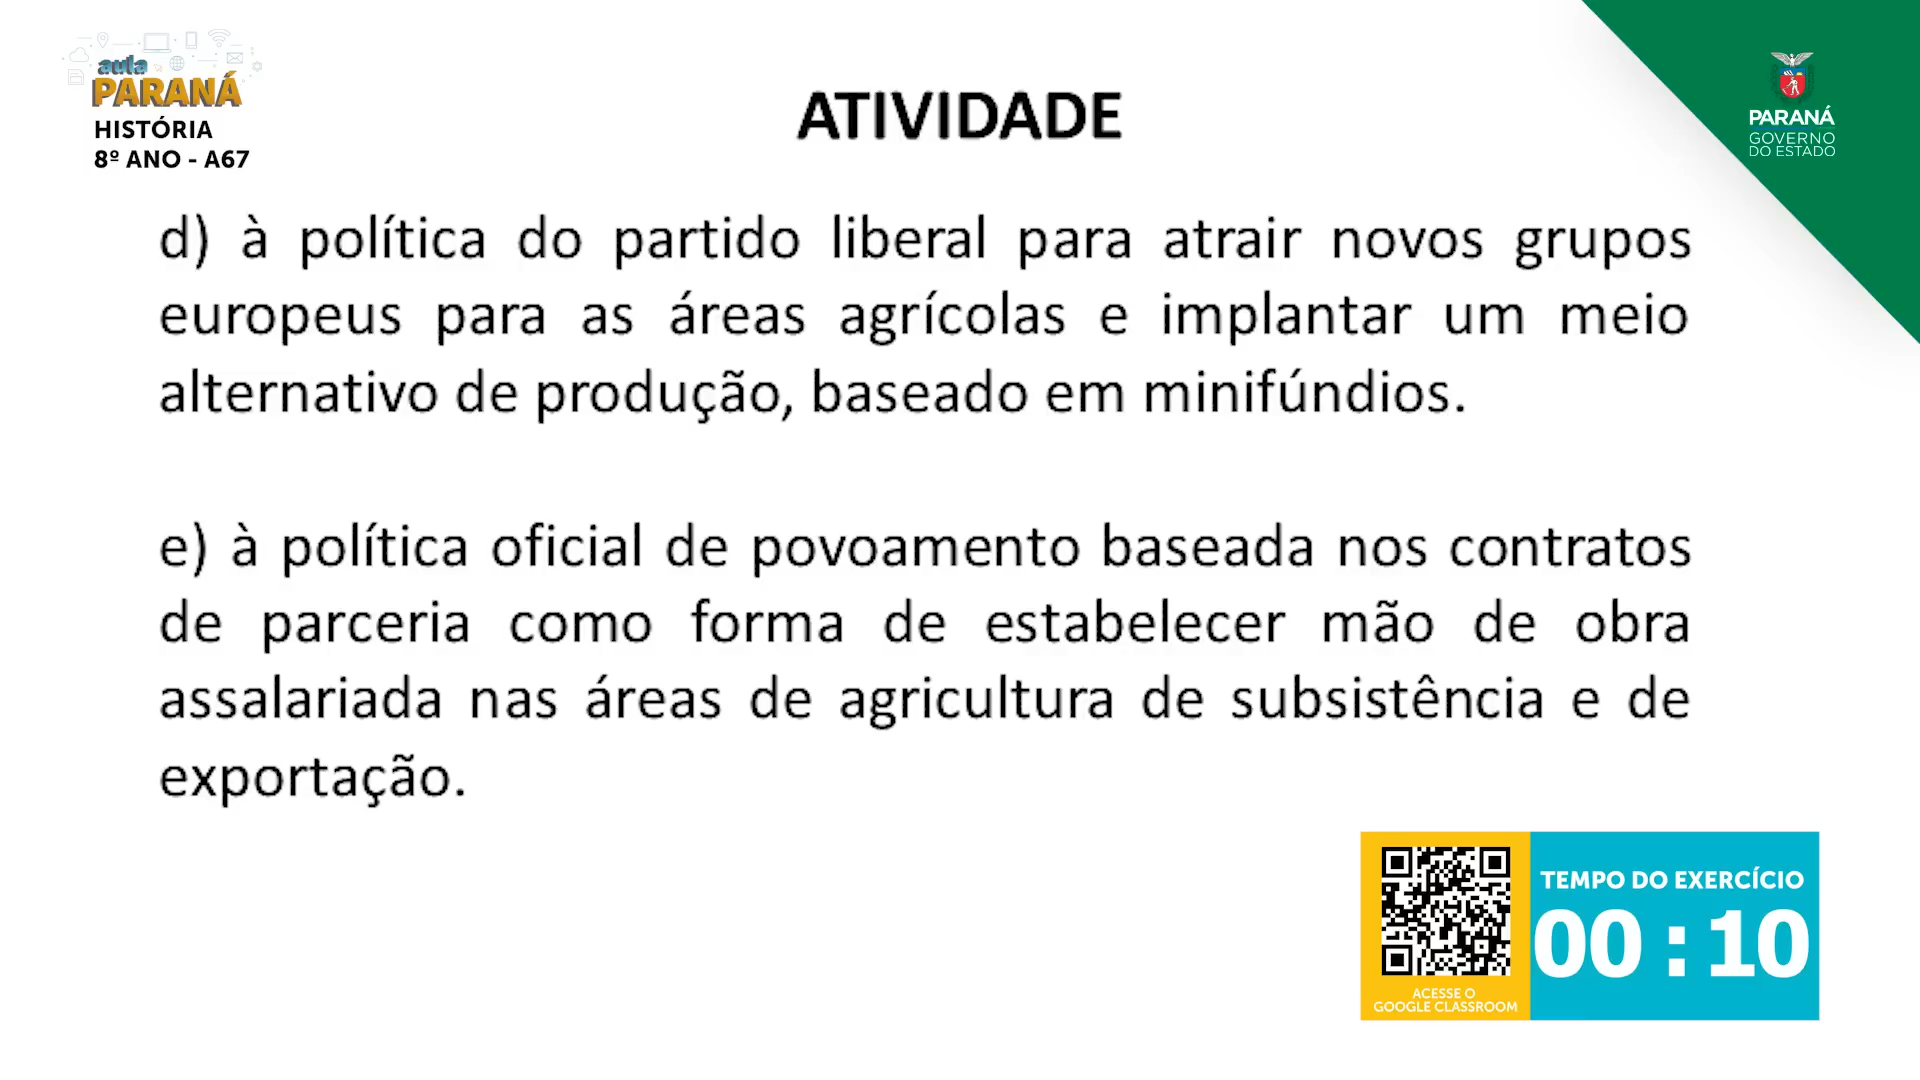 aula
PARANÁ
HISTÓRIA
8º ANO - A67
ATIVIDADE
PARANÁ
GOVERNO
DO ESTADO
d) à política do partido liberal para atrair novos grupos
europeus para as áreas agrícolas e implantar um meio
alternativo de produção, baseado em minifúndios.
e) à política oficial de povoamento baseada nos contratos
de parceria como forma de estabelecer mão de obra
assalariada nas áreas de agricultura de subsistência e de
exportação.
ACESSE O
GOOGLE CLASSROOM
TEMPO DO EXERCÍCIO
00 : 10